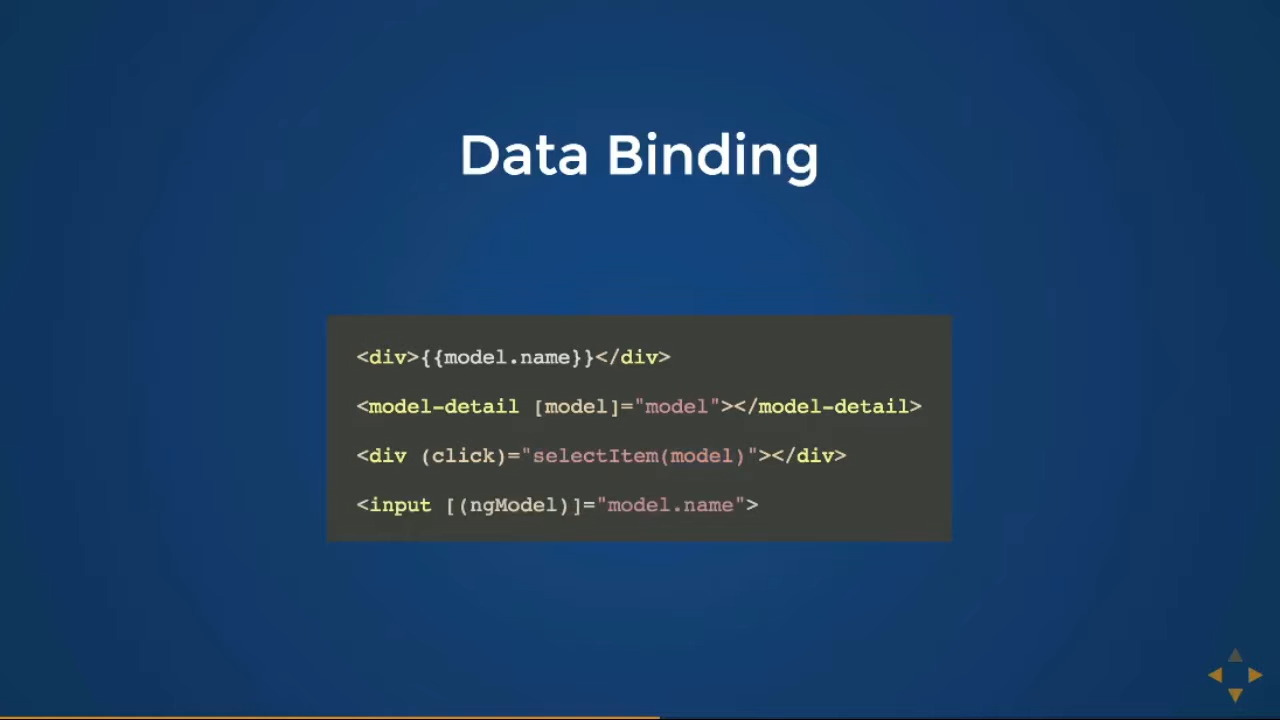 Data Binding
<div>{{model.name}}</div>
<model-detail [model]="model"></model-detail>
<div (click)="selectItem(model)"></div>
<input [(ngModel)]="model.name">